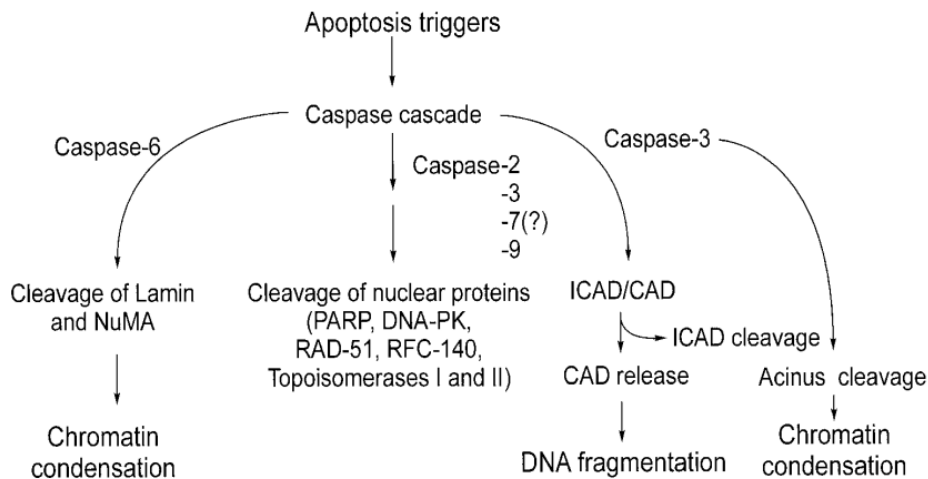 Apoptosis triggers
Caspase cascade
Caspase-6
Caspase-2
-3
-7(?)
-9
Caspase-3
Cleavage of Lamin
and NuMA
Cleavage of nuclear proteins
(PARP, DNA-PK,
RAD-51, RFC-140,
Topoisomerases I and II)
ICAD/CAD
ICAD cleavage
CAD release
Acinus cleavage
Chromatin
condensation
DNA fragmentation
Chromatin
condensation